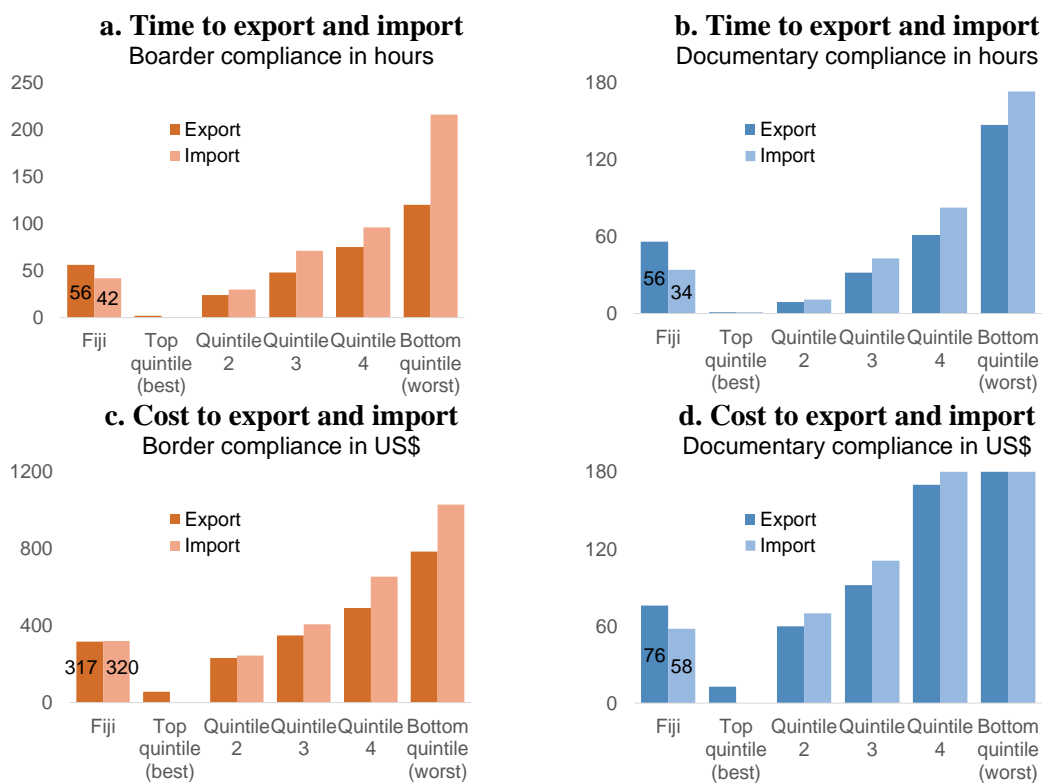 a. Time to export and import
Boarder compliance in hours
250
200
150
100
50
0
Export
Import
56
42
Fiji
Top
quintile
(best)
Quintile
2
Quintile
3
Quintile
4
Bottom
quintile
(worst)
b. Time to export and import
Documentary compliance in hours
180
120
60
0
Export
Import
56
34
Fiji
Top
quintile
(best)
Quintile
2
Quintile
3
Quintile
4
Bottom
quintile
(worst)
c. Cost to export and import
Border compliance in US$
1200
800
400
0
Export
Import
317
320
Fiji
Top
quintile
(best)
Quintile
2
Quintile
3
Quintile
4
Bottom
quintile
(worst)
d. Cost to export and import
Documentary compliance in US$
180
120
60
0
Export
Import
76
58
Fiji
Top
quintile
(best)
Quintile
2
Quintile
3
Quintile
4
Bottom
quintile
(worst)